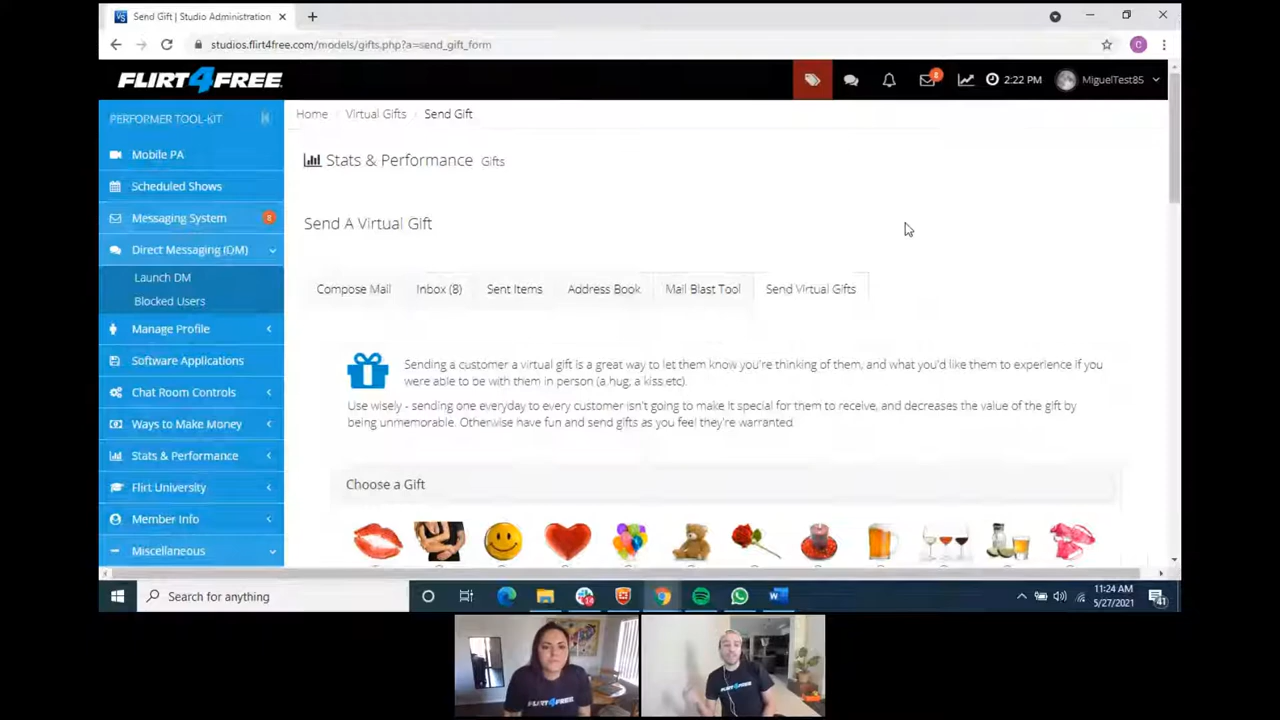 Send Gift | Studio Administration
studios.flirt4free.com/models/gifts.php?a=send_gift_form
FLIRT4FREE
8
2:22 PM
MiguelTest85
PERFORMER TOOL-KIT
Mobile PA
Scheduled Shows
Messaging System 8
Direct Messaging (DM)
Launch DM
Blocked Users
Manage Profile
Software Applications
Chat Room Controls
Ways to Make Money
Stats & Performance
Flirt University
Member Info
Miscellaneous
Home / Virtual Gifts / Send Gift
Stats & Performance Gifts
Send A Virtual Gift
Compose Mail Inbox (8) Sent Items Address Book Mail Blast Tool Send Virtual Gifts
Sending a customer a virtual gift is a great way to let them know you're thinking of them, and what you'd like them to experience if you
were able to be with them in person (a hug, a kiss etc).
Use wisely - sending one everyday to every customer isn't going to make it special for them to receive, and decreases the value of the gift by
being unmemorable. Otherwise have fun and send gifts as you feel they're warranted.
Choose a Gift
Search for anything
11:24 AM
5/27/2021
41
FLIRT4FREE
FLIRT4FREE